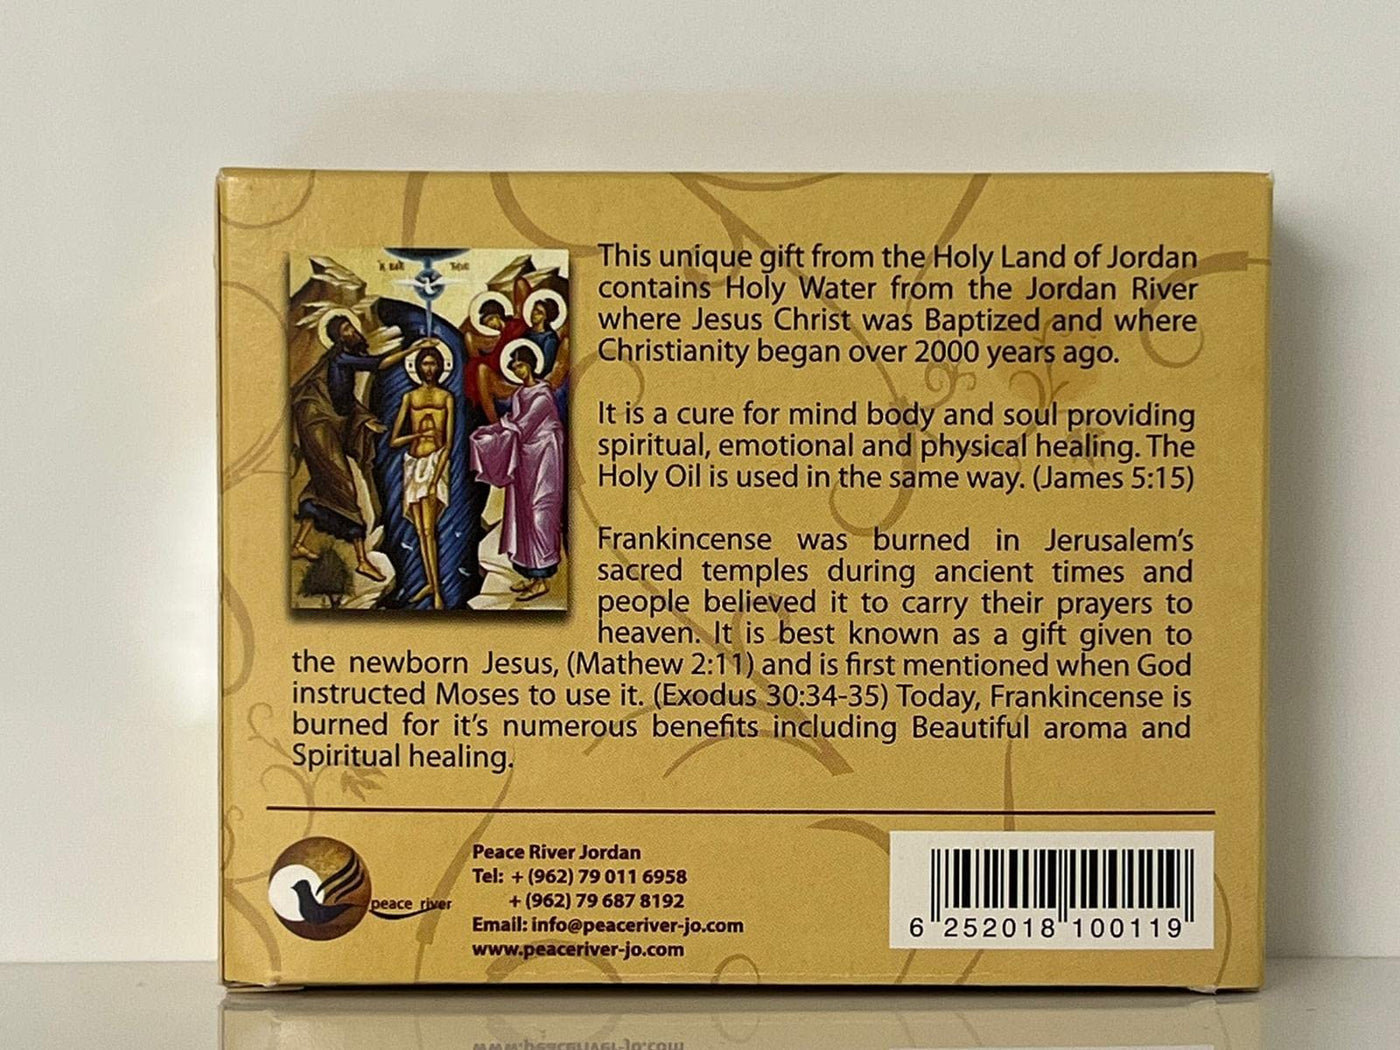 This unique gift from the Holy Land of Jordan
contains Holy Water from the Jordan River
where Jesus Christ was Baptized and where
Christianity began over 2000 years ago.
It is a cure for mind body and soul providing
spiritual, emotional and physical healing. The
Holy Oil is used in the same way. (James 5:15)
Frankincense was burned in Jerusalem's
sacred temples during ancient times and
people believed it to carry their prayers to
heaven. It is best known as a gift given to
the newborn Jesus, (Mathew 2:11) and is first mentioned when God
instructed Moses to use it. (Exodus 30:34-35) Today, Frankincense is
burned for it's numerous benefits including Beautiful aroma and
Spiritual healing.
peace river
Peace River Jordan
Tel: + (962) 79 011 6958
+ (962) 79 687 8192
Email: info@peaceriver-jo.com
www.peaceriver-jo.com
6 252018 100119